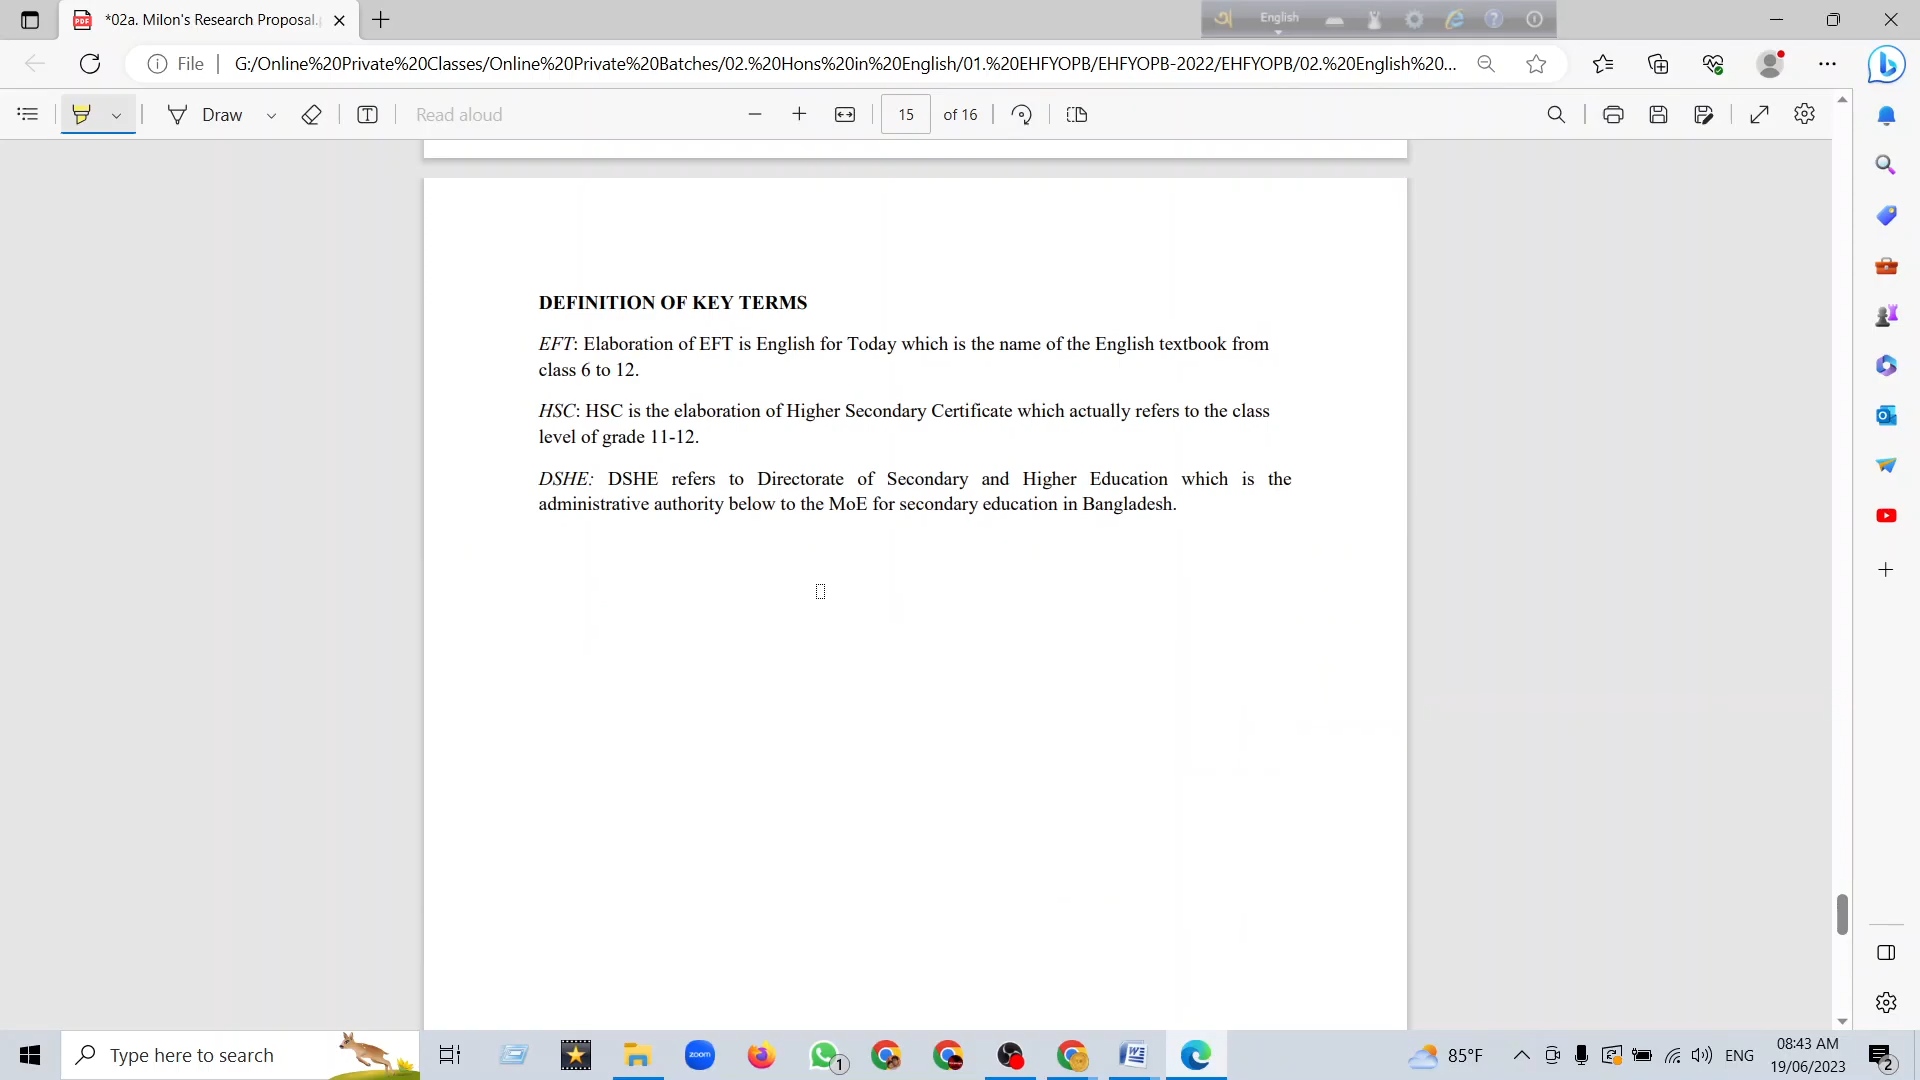 *02a. Milon's Research Proposal.
English
File
G:/Online%20Private%20Classes/Online%20Private%20Batches/02.%20Hons%20in%20English/01.%20EHFYOPB/EHFYOPB-2022/EHFYOPB/02.%20English%20...
Draw
Read aloud
15
of 16
DEFINITION OF KEY TERMS
EFT: Elaboration of EFT is English for Today which is the name of the English textbook from
class 6 to 12.
HSC: HSC is the elaboration of Higher Secondary Certificate which actually refers to the class
level of grade 11-12.
DSHE: DSHE refers to Directorate of Secondary and Higher Education which is the
administrative authority below to the MoE for secondary education in Bangladesh.
Type here to search
zoom
1
85°F
ENG
08:43 AM
19/06/2023
2